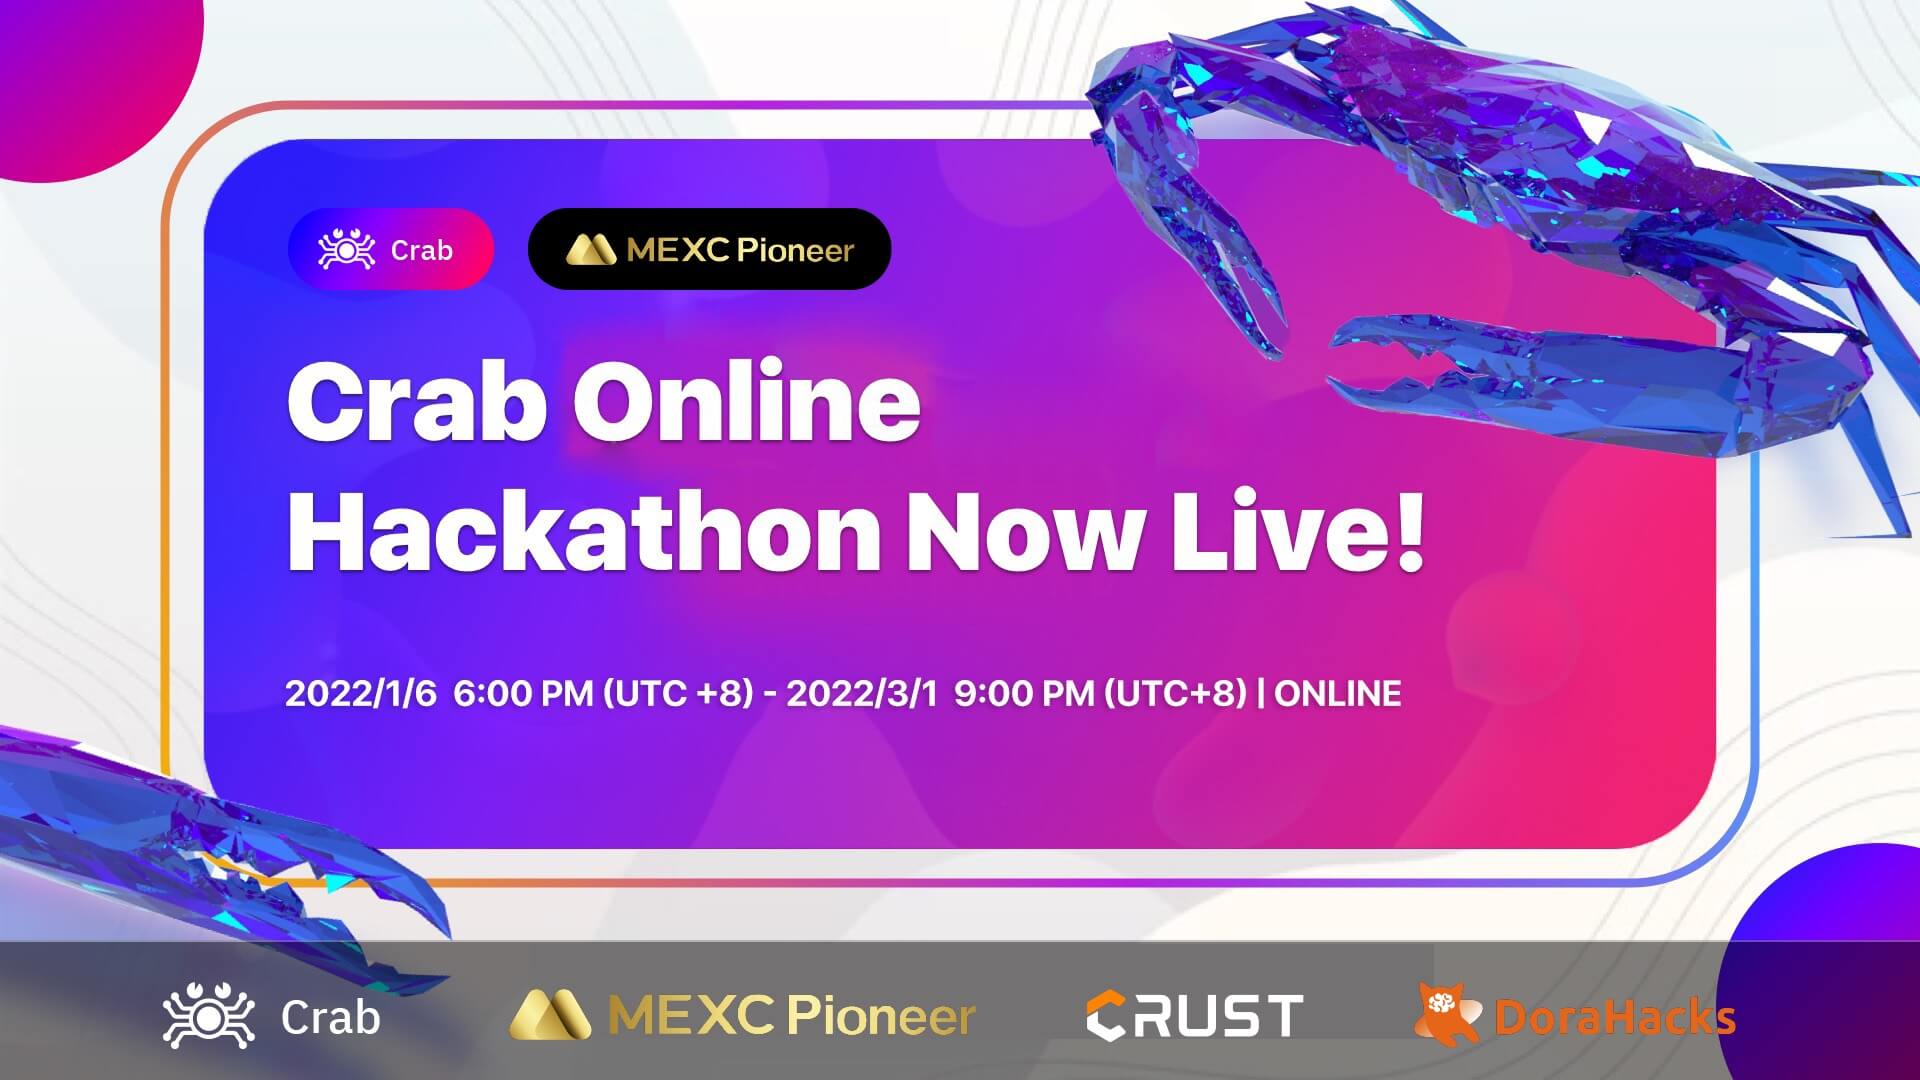 Crab MEXC Pioneer
Crab Online
Hackathon Now Live!
2022/1/6 6:00 PM (UTC +8) - 2022/3/1 9:00 PM (UTC+8) | ONLINE
Crab MEXC Pioneer CRUST DoraHacks